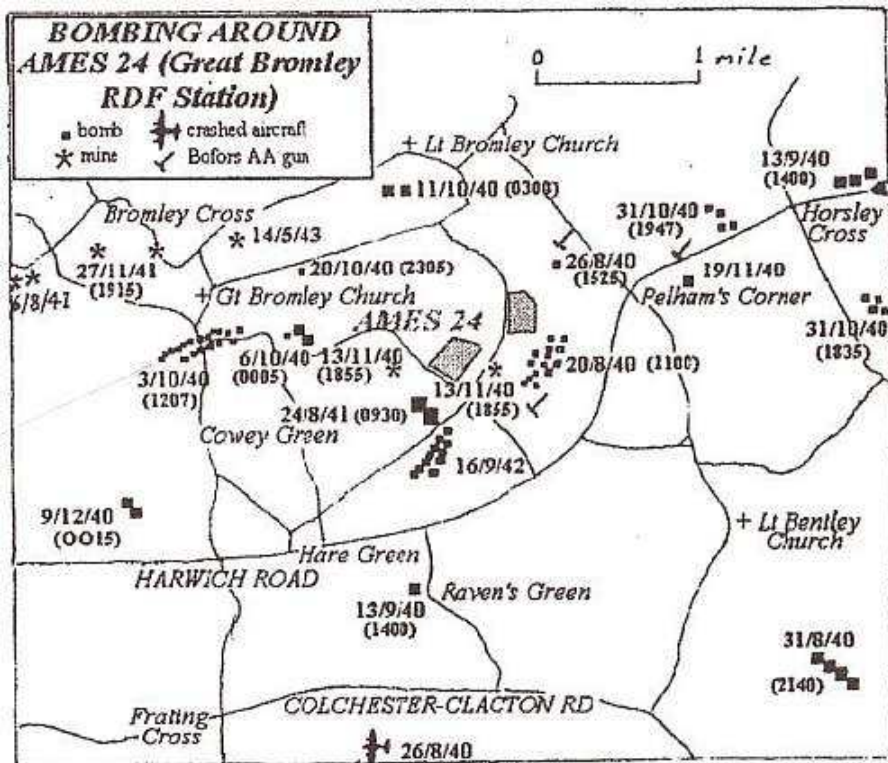 BOMBING AROUND
AMES 24 (Great Bromley
RDF Station)
bomb
crashed aircraft
mine
Bofors AA gun
0
1 mile
+ Lt Bromley Church
13/9/40
(1400)
11/10/40 (0300)
31/10/40
(1947)
Horsley
Cross
Bromley Cross
14/5/43
26/8/40
(1525)
19/11/40
27/11/41
(1915)
20/10/40 (2305)
+ Gt Bromley Church
Pelham's Corner
/8/41
AMES 24
31/10/40
(1835)
6/10/40
(0005)
13/11/40
(1855)
3/10/40
(1207)
20/8/40 (1100)
13/11/40
(1855)
24/8/41 (0930)
Cowey Green
16/9/42
9/12/40
(OO15)
+ Lt Bentley
Church
Hare Green
HARWICH ROAD
Raven's Green
13/9/40
(1400)
31/8/40
(2140)
COLCHESTER-CLACTON RD
Frating
Cross
26/8/40